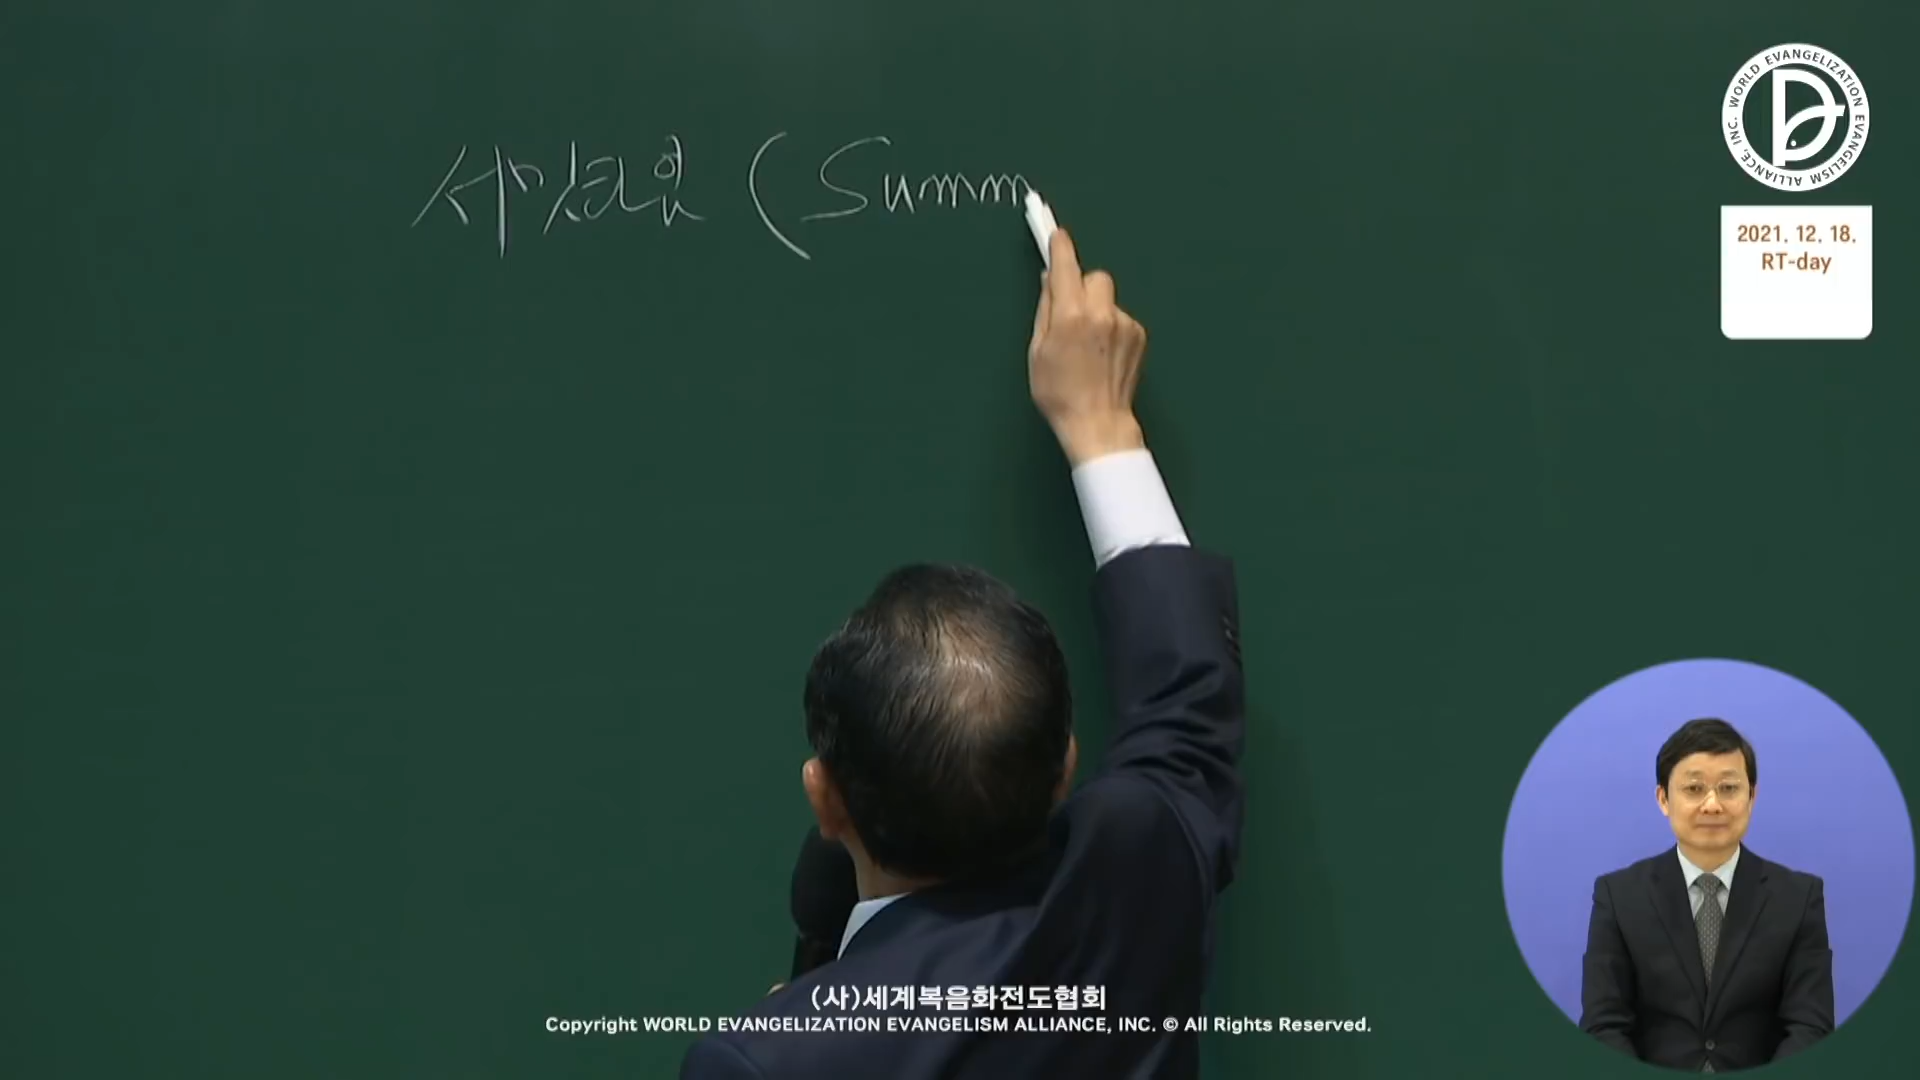 (Summ
WORLD EVANGELIZATION EVANGELISM ALLIANCE, INC.
2021. 12. 18.
RT-day
(사)세계복음화전도협회
Copyright WORLD EVANGELIZATION EVANGELISM ALLIANCE, INC. © All Rights Reserved.